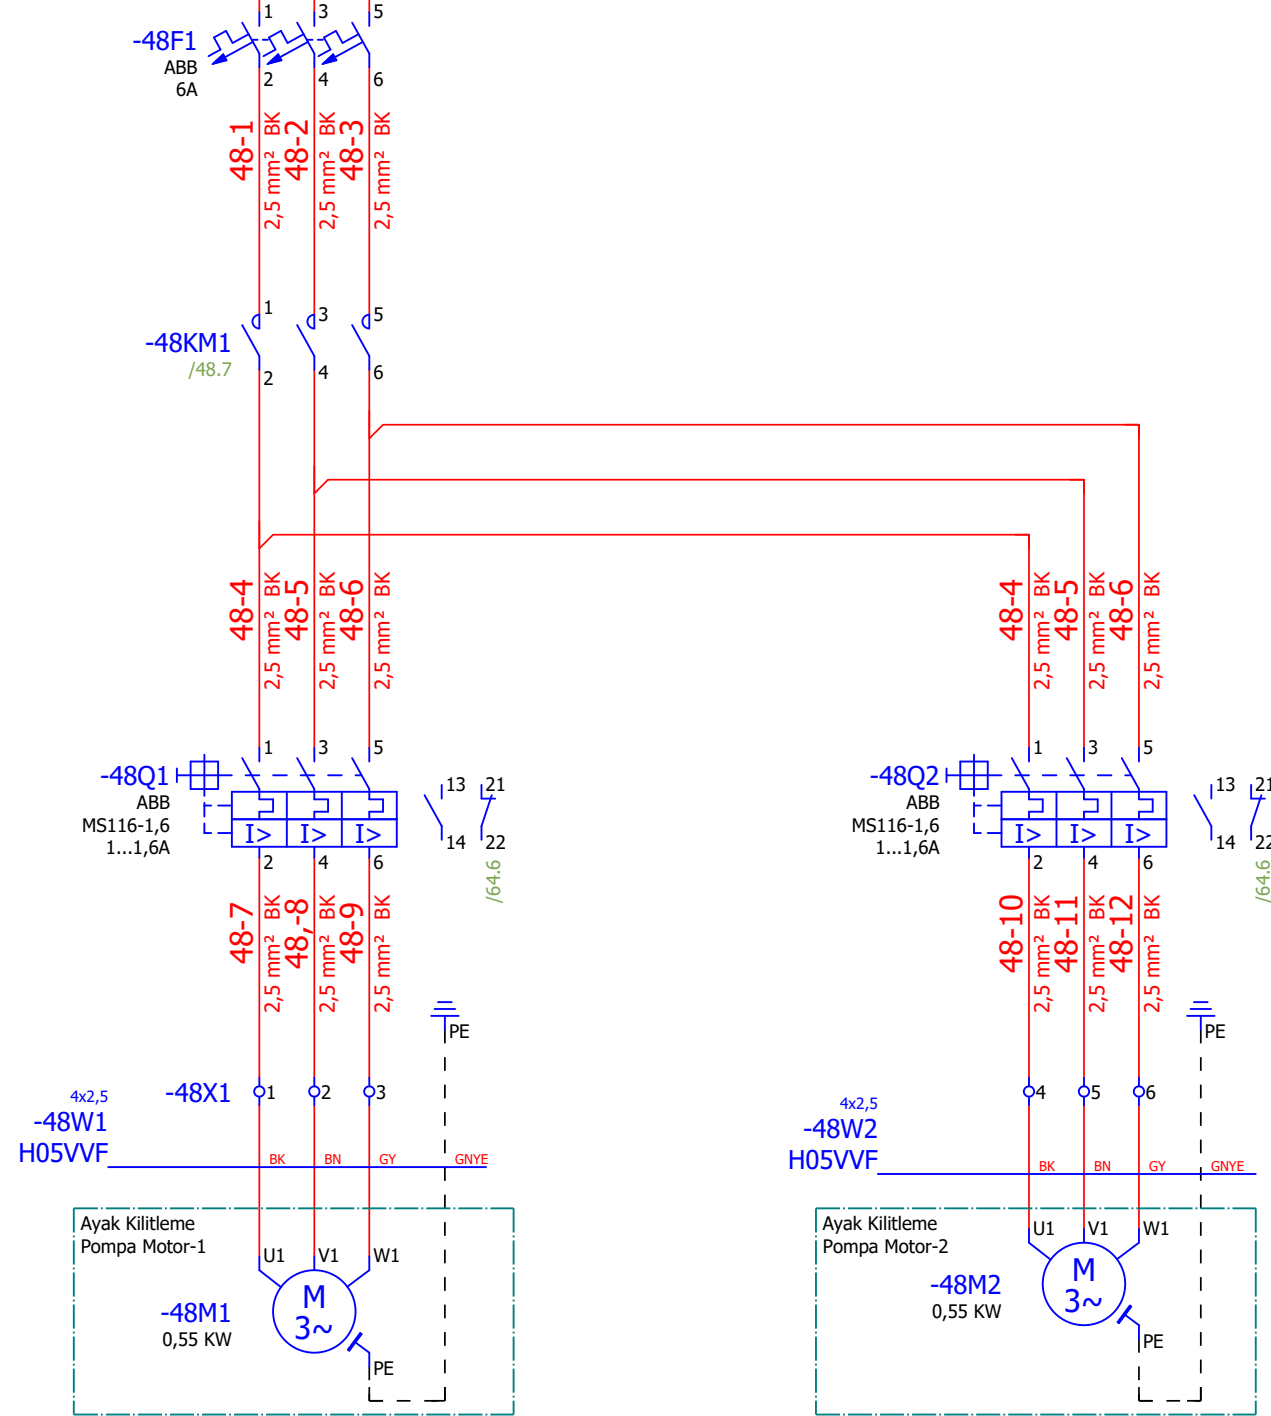 1 3 5
-48F1
ABB
6A
2 4 6
48-1 2,5 mm² BK 48-2 2,5 mm² BK 48-3 2,5 mm² BK
1 3 5
-48KM1
/48.7
2 4 6
48-4 2,5 mm² BK 48-5 2,5 mm² BK 48-6 2,5 mm² BK
48-4 2,5 mm² BK 48-5 2,5 mm² BK 48-6 2,5 mm² BK
1 3 5
-48Q1
ABB
MS116-1,6
1...1,6A
I> I> I>
13 21
14 22
/64.6
2 4 6
1 3 5
-48Q2
ABB
MS116-1,6
1...1,6A
I> I> I>
13 21
14 22
/64.6
2 4 6
48-7 2,5 mm² BK 48,-8 2,5 mm² BK 48-9 2,5 mm² BK
PE
48-10 2,5 mm² BK 48-11 2,5 mm² BK 48-12 2,5 mm² BK
PE
-48X1 1 2 3
4 5 6
4x2,5
-48W1
H05VVF
BK BN GY GNYE
4x2,5
-48W2
H05VVF
BK BN GY GNYE
Ayak Kilitleme
Pompa Motor-1
U1 V1 W1
M
3~
-48M1
0,55 KW
PE
Ayak Kilitleme
Pompa Motor-2
U1 V1 W1
M
3~
-48M2
0,55 KW
PE